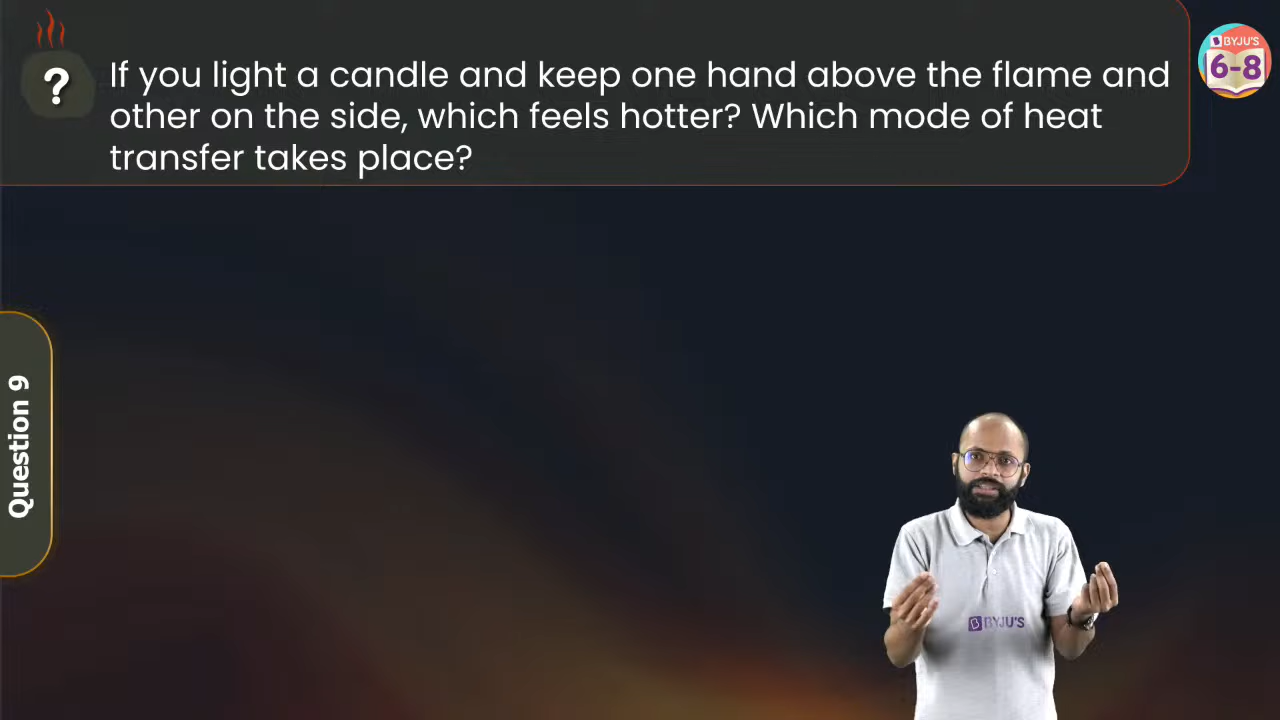 ?
If you light a candle and keep one hand above the flame and
other on the side, which feels hotter? Which mode of heat
transfer takes place?
BYJU'S
6-8
Question 9
BYJU'S